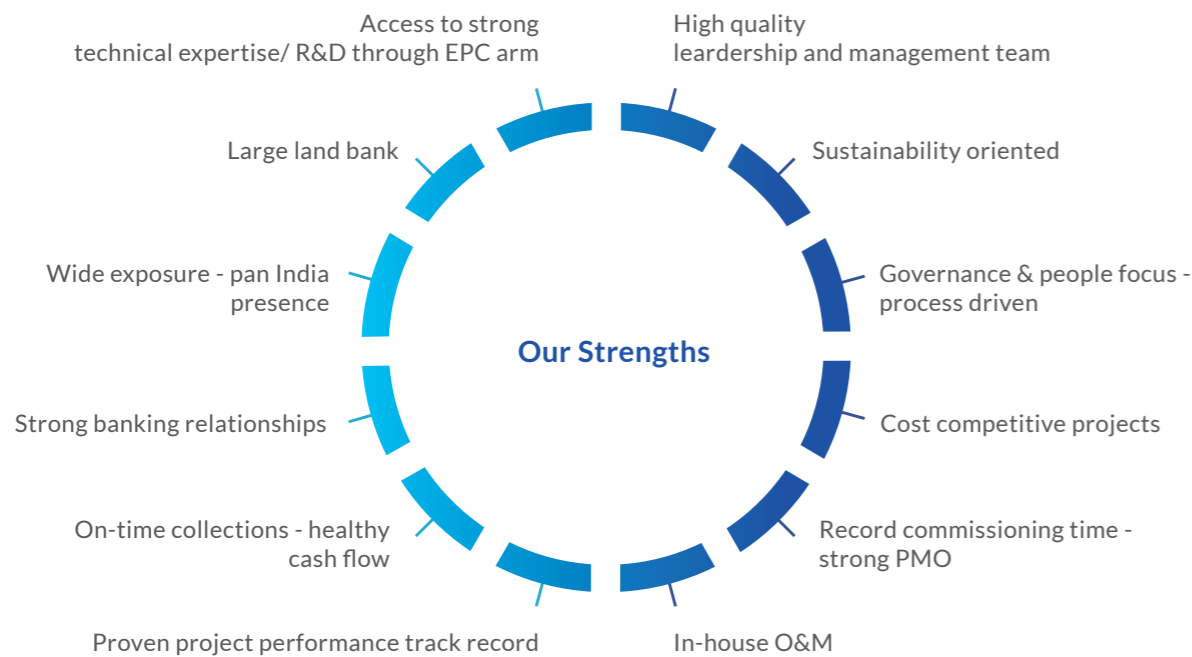 Access to strong
technical expertise/ R&D through EPC arm
High quality
leardership and management team
Large land bank
Sustainability oriented
Wide exposure - pan India
presence
Governance & people focus -
process driven
Our Strengths
Strong banking relationships
Cost competitive projects
On-time collections - healthy
cash flow
Record commissioning time -
strong PMO
Proven project performance track record
In-house O&M